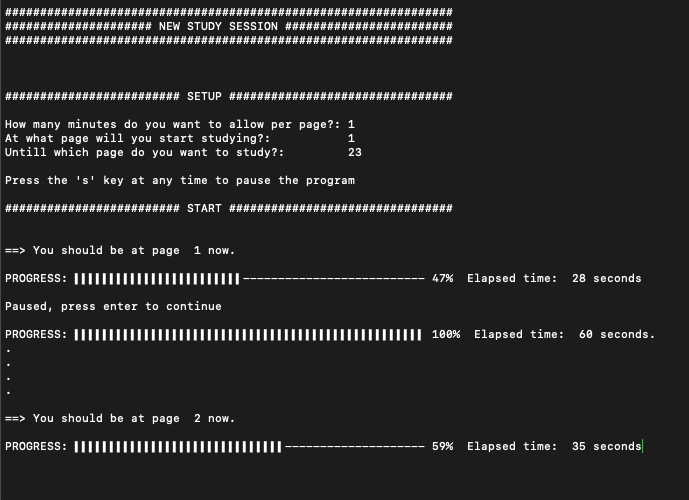 ################################################################
##################### NEW STUDY SESSION ########################
################################################################
######################### SETUP ################################
How many minutes do you want to allow per page?: 1
At what page will you start studying?:           1
Untill which page do you want to study?:         23
Press the 's' key at any time to pause the program
######################### START ################################
==> You should be at page  1 now.
PROGRESS: ▌▌▌▌▌▌▌▌▌▌▌▌▌▌▌▌▌▌▌▌▌▌▌▌-------------------------- 47%  Elapsed time:  28 seconds
Paused, press enter to continue
PROGRESS: ▌▌▌▌▌▌▌▌▌▌▌▌▌▌▌▌▌▌▌▌▌▌▌▌▌▌▌▌▌▌▌▌▌▌▌▌▌▌▌▌▌▌▌▌▌▌▌▌▌▌ 100%  Elapsed time:  60 seconds.
.
.
.
.
==> You should be at page  2 now.
PROGRESS: ▌▌▌▌▌▌▌▌▌▌▌▌▌▌▌▌▌▌▌▌▌▌▌▌▌▌▌▌▌▌-------------------- 59%  Elapsed time:  35 seconds